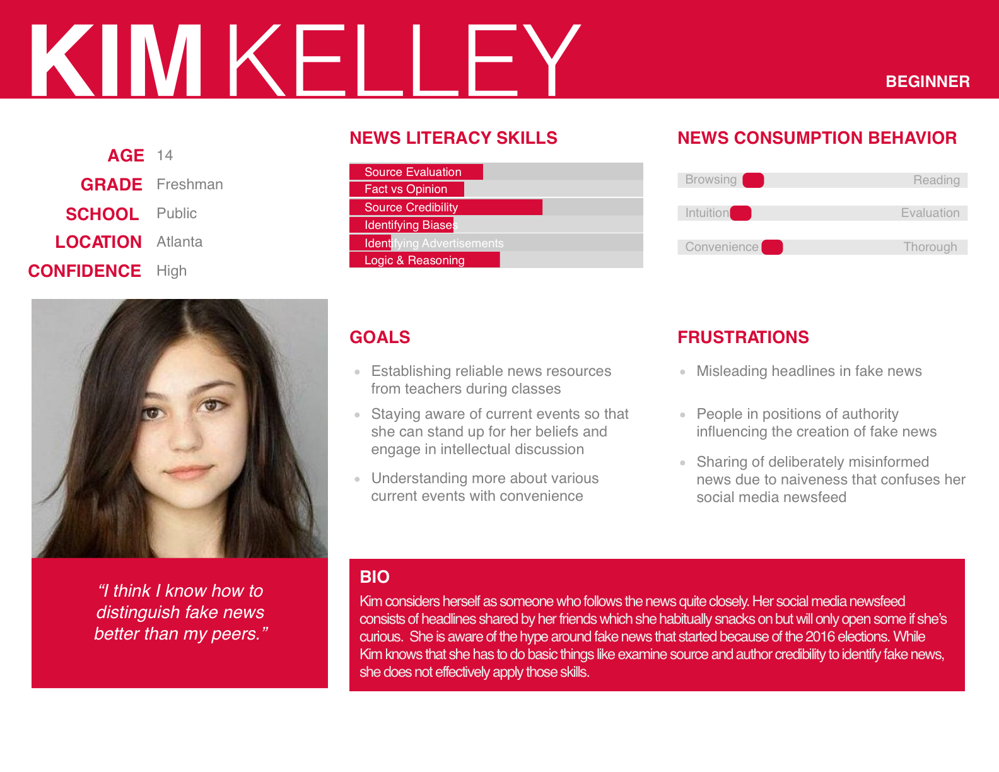 KIM KELLEY
BEGINNER
AGE 14
GRADE Freshman
SCHOOL Public
LOCATION Atlanta
CONFIDENCE High
NEWS LITERACY SKILLS
Source Evaluation
Fact vs Opinion
Source Credibility
Identifying Biases
Identifying Advertisements
Logic & Reasoning
NEWS CONSUMPTION BEHAVIOR
Browsing Reading
Intuition Evaluation
Convenience Thorough
GOALS
• Establishing reliable news resources
from teachers during classes
• Staying aware of current events so that
she can stand up for her beliefs and
engage in intellectual discussion
• Understanding more about various
current events with convenience
FRUSTRATIONS
• Misleading headlines in fake news
• People in positions of authority
influencing the creation of fake news
• Sharing of deliberately misinformed
news due to naiveness that confuses her
social media newsfeed
“I think I know how to
distinguish fake news
better than my peers.”
BIO
Kim considers herself as someone who follows the news quite closely. Her social media newsfeed
consists of headlines shared by her friends which she habitually snacks on but will only open some if she’s
curious.  She is aware of the hype around fake news that started because of the 2016 elections. While
Kim knows that she has to do basic things like examine source and author credibility to identify fake news,
she does not effectively apply those skills.